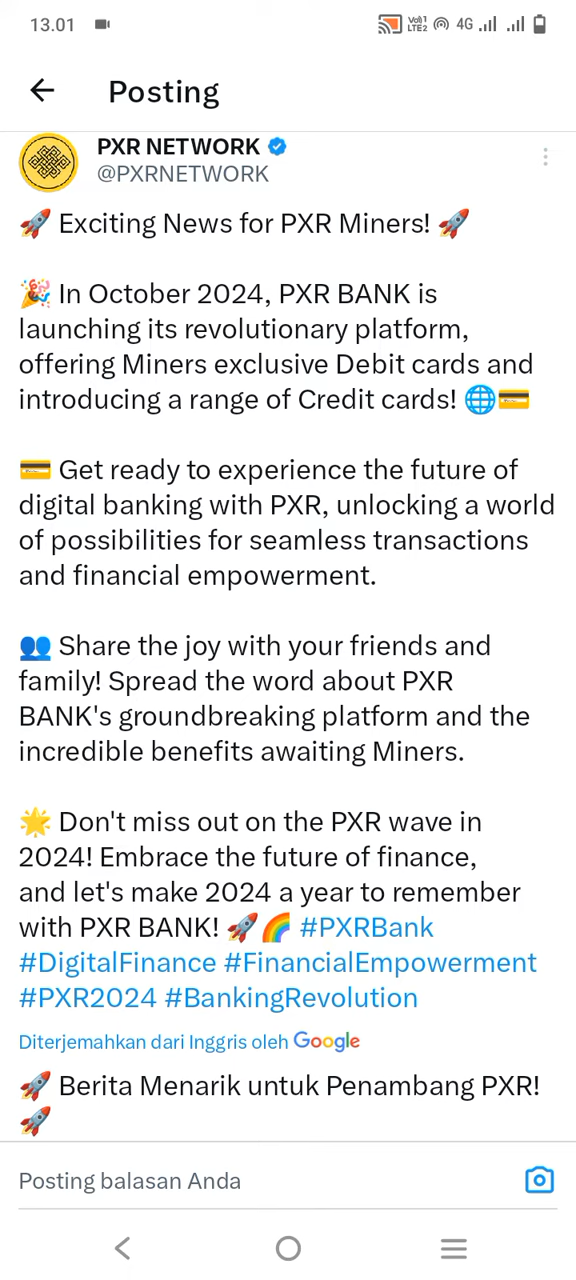 13.01
Vo)) 1
LTE2
4G
Posting
PXR NETWORK
@PXRNETWORK
🚀 Exciting News for PXR Miners! 🚀
🎉 In October 2024, PXR BANK is
launching its revolutionary platform,
offering Miners exclusive Debit cards and
introducing a range of Credit cards! 🌐💳
💳 Get ready to experience the future of
digital banking with PXR, unlocking a world
of possibilities for seamless transactions
and financial empowerment.
👥 Share the joy with your friends and
family! Spread the word about PXR
BANK's groundbreaking platform and the
incredible benefits awaiting Miners.
🌟 Don't miss out on the PXR wave in
2024! Embrace the future of finance,
and let's make 2024 a year to remember
with PXR BANK! 🚀🌈 #PXRBank
#DigitalFinance #FinancialEmpowerment
#PXR2024 #BankingRevolution
Diterjemahkan dari Inggris oleh Google
🚀 Berita Menarik untuk Penambang PXR!
🚀
Posting balasan Anda